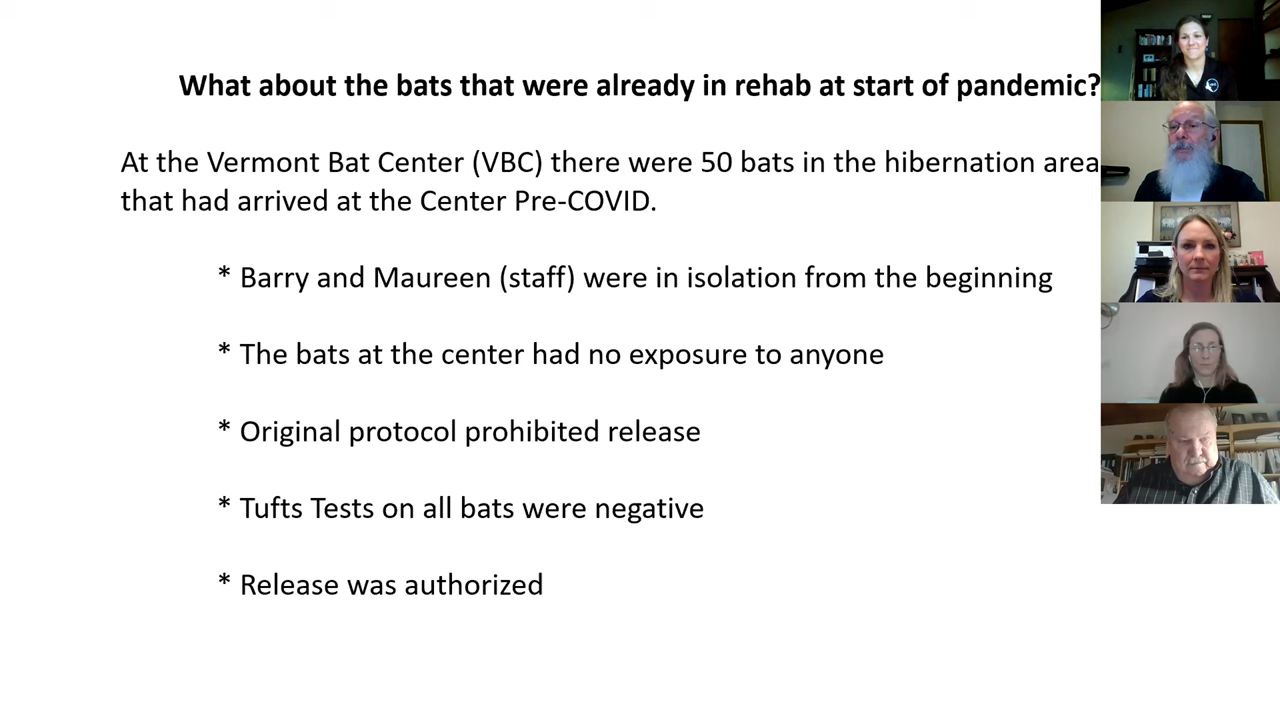 What about the bats that were already in rehab at start of pandemic?
At the Vermont Bat Center (VBC) there were 50 bats in the hibernation area
that had arrived at the Center Pre-COVID.
* Barry and Maureen (staff) were in isolation from the beginning
* The bats at the center had no exposure to anyone
* Original protocol prohibited release
* Tufts Tests on all bats were negative
* Release was authorized